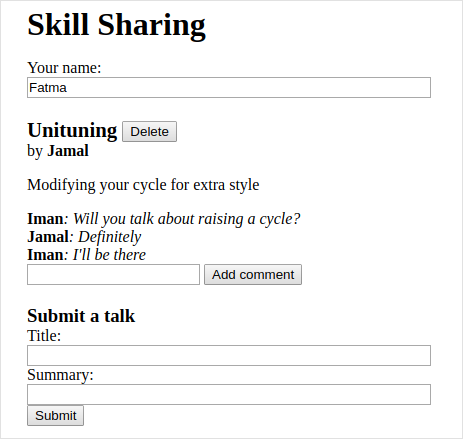 Skill Sharing
Your name:
Fatma
Unituning Delete
by Jamal
Modifying your cycle for extra style
Iman: Will you talk about raising a cycle?
Jamal: Definitely
Iman: I'll be there
Add comment
Submit a talk
Title:
Summary:
Submit